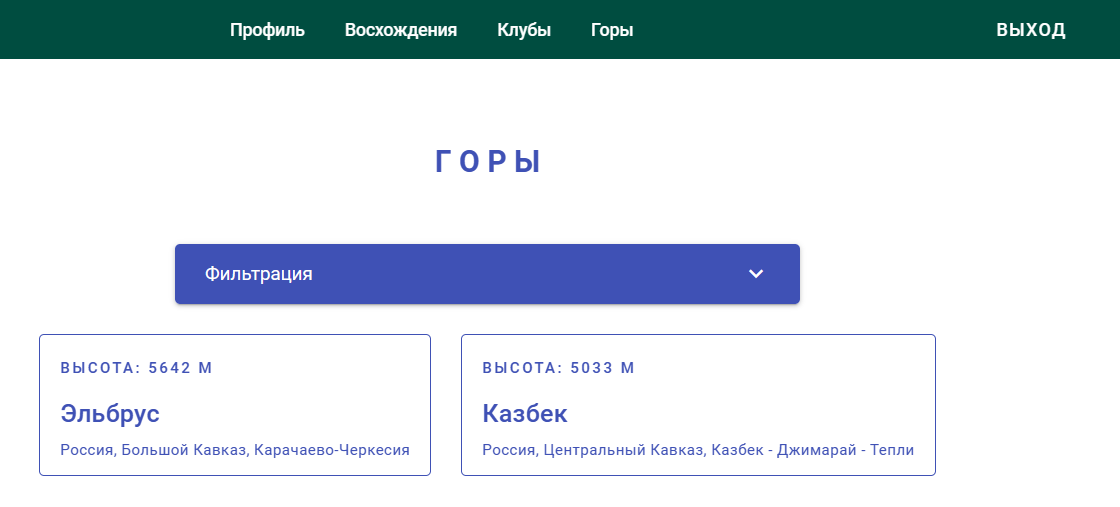 Профиль Восхождения Клубы Горы ВЫХОД
ГОРЫ
Фильтрация
ВЫСОТА: 5642 М
Эльбрус
Россия, Большой Кавказ, Карачаево-Черкесия
ВЫСОТА: 5033 М
Казбек
Россия, Центральный Кавказ, Казбек - Джимарай - Тепли